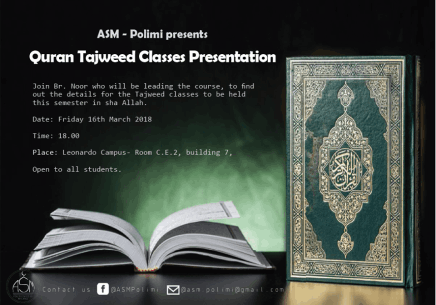 ASM - Polimi presents
Quran Tajweed Classes Presentation
Join Br. Noor who will be leading the course, to find
out the details for the Tajweed classes to be held
this semester in sha Allah.
Date: Friday 16th March 2018
Time: 18.00
Place: Leonardo Campus- Room C.E.2, building 7,
Open to all students.
القرآن الكريم
ASM
Contact us f @ASMPolimi @asm.polimi@gmail.com